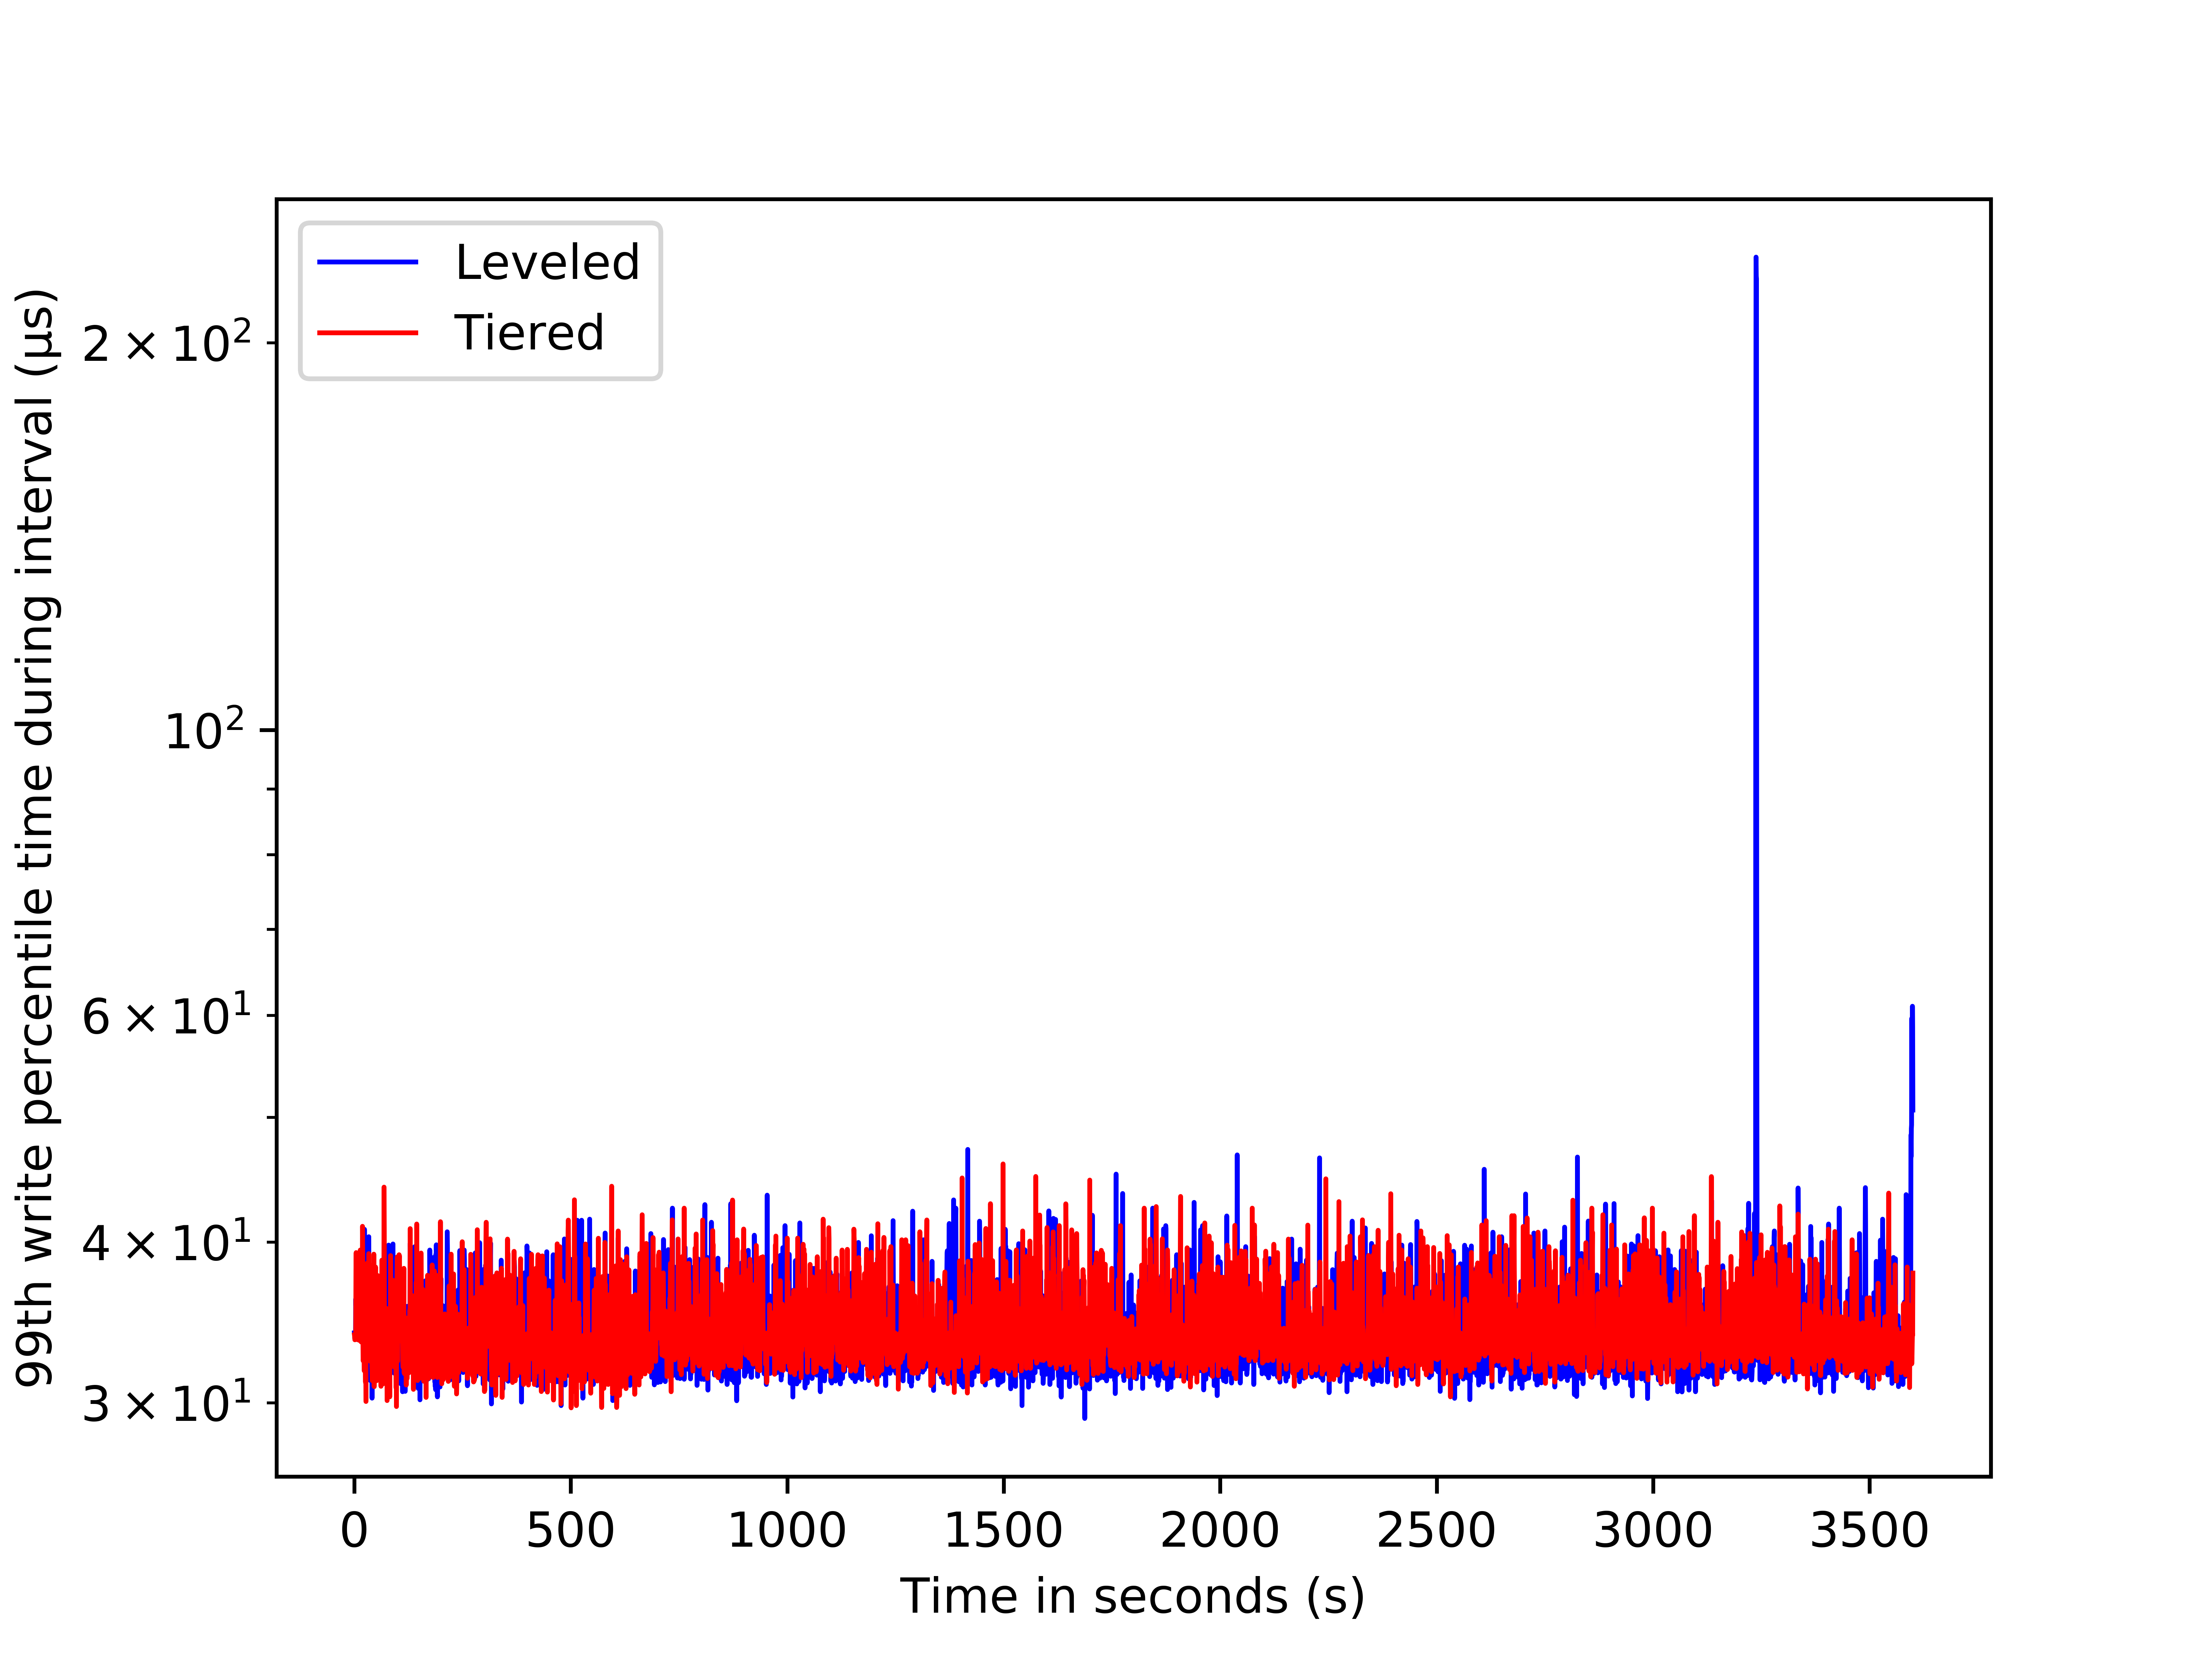 Leveled
Tiered
99th write percentile time during interval (µs)
2 × 10²
10²
6 × 10¹
4 × 10¹
3 × 10¹
0 500 1000 1500 2000 2500 3000 3500
Time in seconds (s)